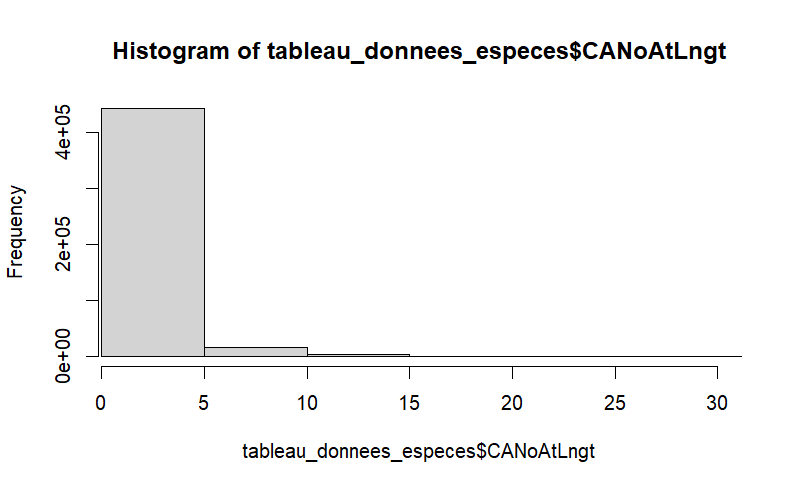 Histogram of tableau_donnees_especes$CANoAtLngt
Frequency
4e+05
2e+05
0e+00
0 5 10 15 20 25 30
tableau_donnees_especes$CANoAtLngt